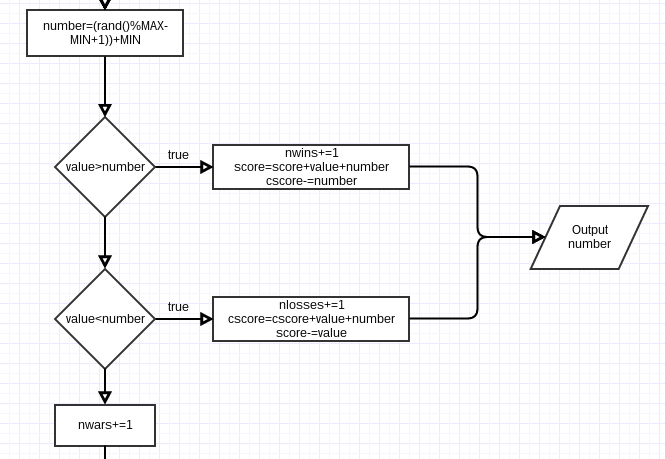 number=(rand()%MAX-
MIN+1))+MIN
value>number
true
nwins+=1
score=score+value+number
cscore-=number
Output
number
value<number
true
nlosses+=1
cscore=cscore+value+number
score-=value
nwars+=1